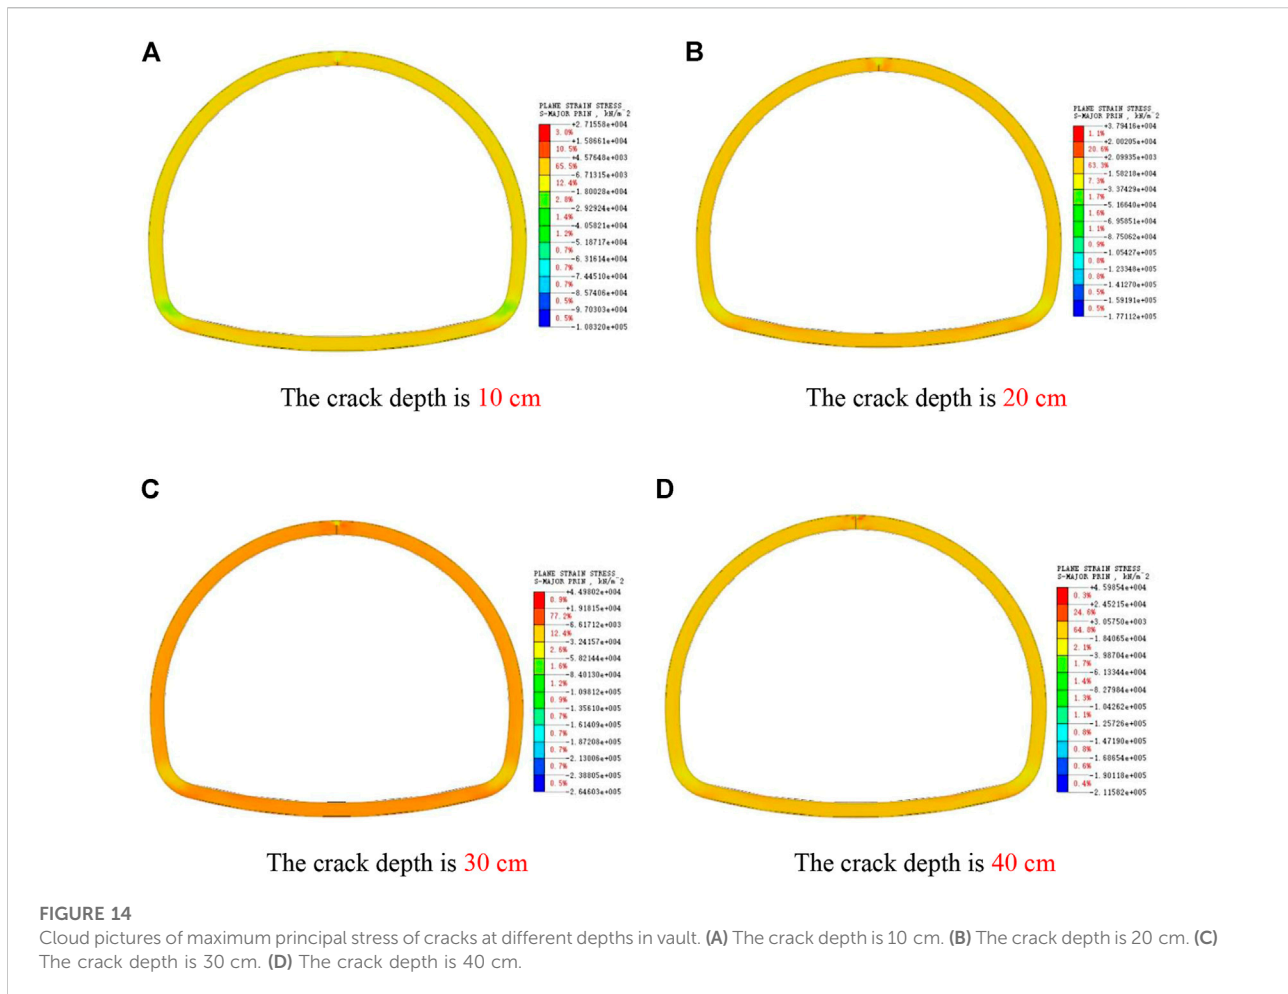 A
PLANE STRAIN STRESS
S-MAJOR PRIN , kN/m^2
+2.71558e+004
3.0%
+1.58661e+004
10.5%
+4.57648e+003
65.5%
-6.71315e+003
12.4%
-1.80028e+004
2.8%
-2.92924e+004
1.4%
-4.05821e+004
1.2%
-5.18717e+004
0.7%
-6.31614e+004
0.7%
-7.44510e+004
0.7%
-8.57406e+004
0.5%
-9.70303e+004
0.5%
-1.08320e+005
The crack depth is 10 cm
B
PLANE STRAIN STRESS
S-MAJOR PRIN , kN/m^2
+3.79416e+004
1.1%
+2.00205e+004
20.6%
+2.09935e+003
63.3%
-1.58218e+004
7.3%
-3.37429e+004
1.7%
-5.16640e+004
1.6%
-6.95851e+004
1.1%
-8.75062e+004
0.9%
-1.05427e+005
0.8%
-1.23348e+005
0.8%
-1.41270e+005
0.5%
-1.59191e+005
0.5%
-1.77112e+005
The crack depth is 20 cm
C
PLANE STRAIN STRESS
S-MAJOR PRIN , kN/m^2
+4.49802e+004
0.9%
+1.91815e+004
77.2%
-6.61712e+003
12.4%
-3.24157e+004
2.6%
-5.82144e+004
1.6%
-8.40130e+004
1.2%
-1.09812e+005
0.9%
-1.35610e+005
0.7%
-1.61409e+005
0.7%
-1.87208e+005
0.7%
-2.13006e+005
0.7%
-2.38805e+005
0.5%
-2.64603e+005
The crack depth is 30 cm
D
PLANE STRAIN STRESS
S-MAJOR PRIN , kN/m^2
+4.59854e+004
0.3%
+2.45215e+004
24.6%
+3.05750e+003
64.8%
-1.84065e+004
2.1%
-3.98704e+004
1.7%
-6.13344e+004
1.4%
-8.27984e+004
1.3%
-1.04262e+005
1.1%
-1.25726e+005
0.8%
-1.47190e+005
0.8%
-1.68654e+005
0.6%
-1.90118e+005
0.4%
-2.11582e+005
The crack depth is 40 cm
FIGURE 14
Cloud pictures of maximum principal stress of cracks at different depths in vault. (A) The crack depth is 10 cm. (B) The crack depth is 20 cm. (C)
The crack depth is 30 cm. (D) The crack depth is 40 cm.